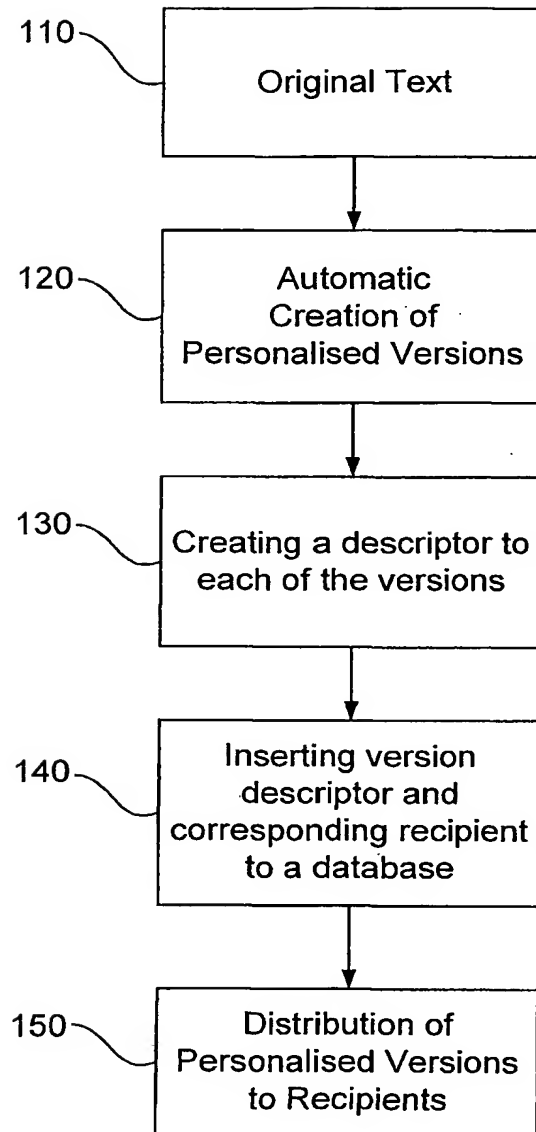 110
Original Text
120
Automatic
Creation of
Personalised Versions
130
Creating a descriptor to
each of the versions
140
Inserting version
descriptor and
corresponding recipient
to a database
150
Distribution of
Personalised Versions
to Recipients